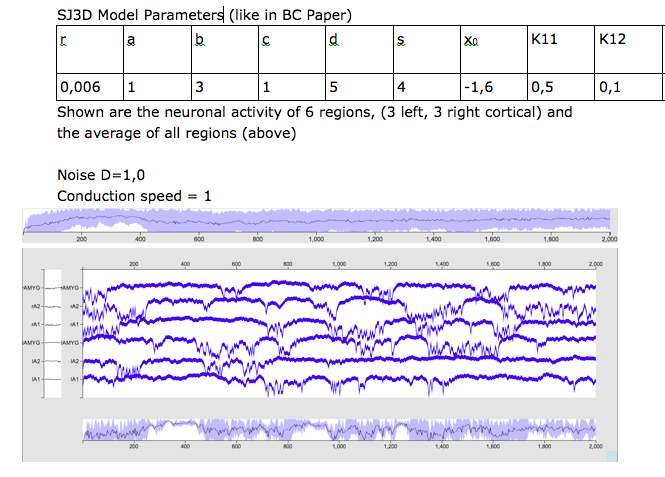 SJ3D Model Parameters (like in BC Paper)
r a b c d s x₀ K11 K12
0,006 1 3 1 5 4 -1,6 0,5 0,1
Shown are the neuronal activity of 6 regions, (3 left, 3 right cortical) and
the average of all regions (above)
Noise D=1,0
Conduction speed = 1
200 400 600 800 1,000 1,200 1,400 1,600 1,800 2,000
200 400 600 800 1,000 1,200 1,400 1,600 1,800 2,000
AMYG AMYG
rA2 rA2
rA1 rA1
lAMYG lAMYG
lA2 lA2
lA1 lA1
200 400 600 800 1,000 1,200 1,400 1,600 1,800 2,000